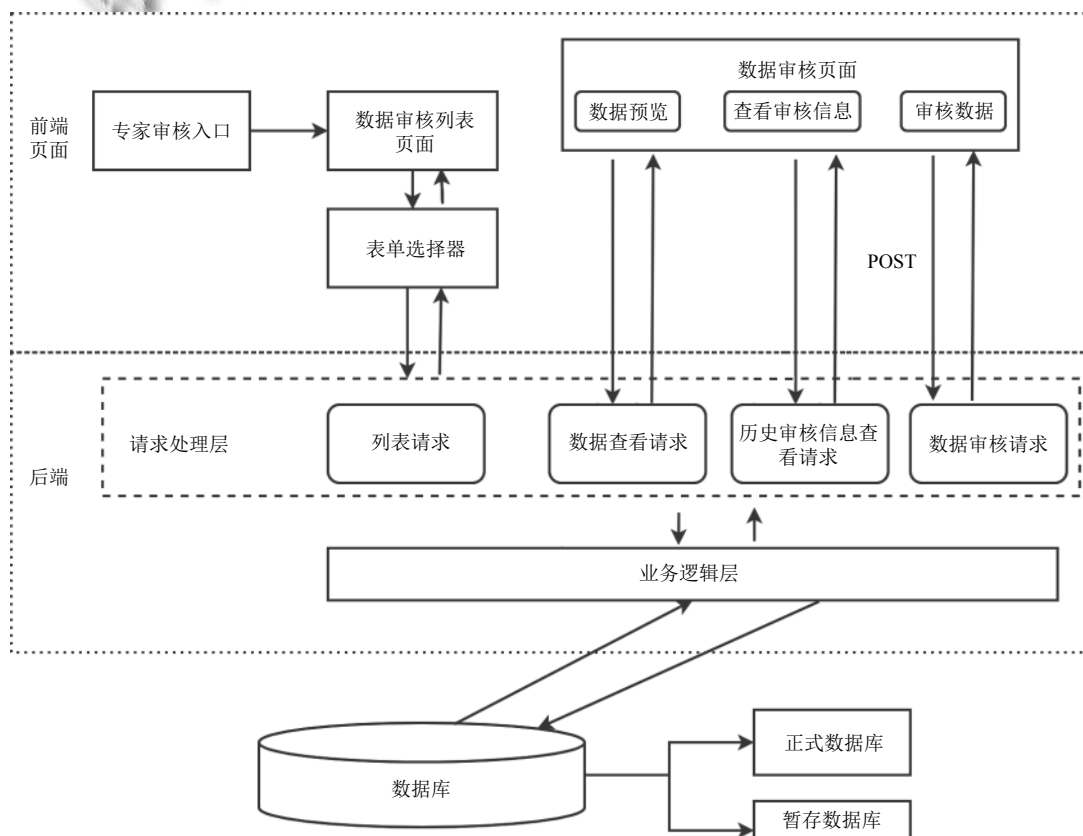 数据审核页面
数据预览
查看审核信息
审核数据
前端
页面
专家审核入口
数据审核列表
页面
表单选择器
POST
后端
请求处理层
列表请求
数据查看请求
历史审核信息查
看请求
数据审核请求
业务逻辑层
数据库
正式数据库
暂存数据库